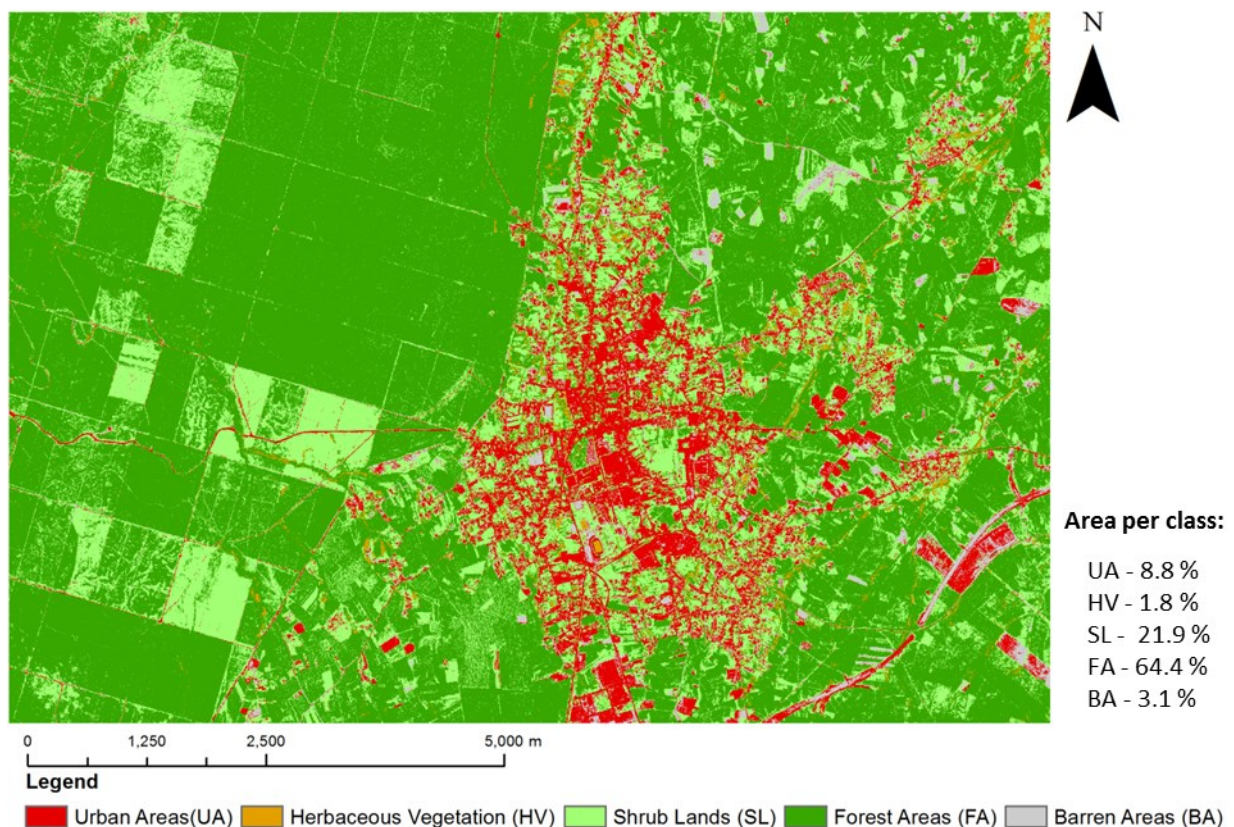 N
Area per class:
UA - 8.8 %
HV - 1.8 %
SL - 21.9 %
FA - 64.4 %
BA - 3.1 %
0 1,250 2,500 5,000 m
Legend
Urban Areas(UA) Herbaceous Vegetation (HV) Shrub Lands (SL) Forest Areas (FA) Barren Areas (BA)